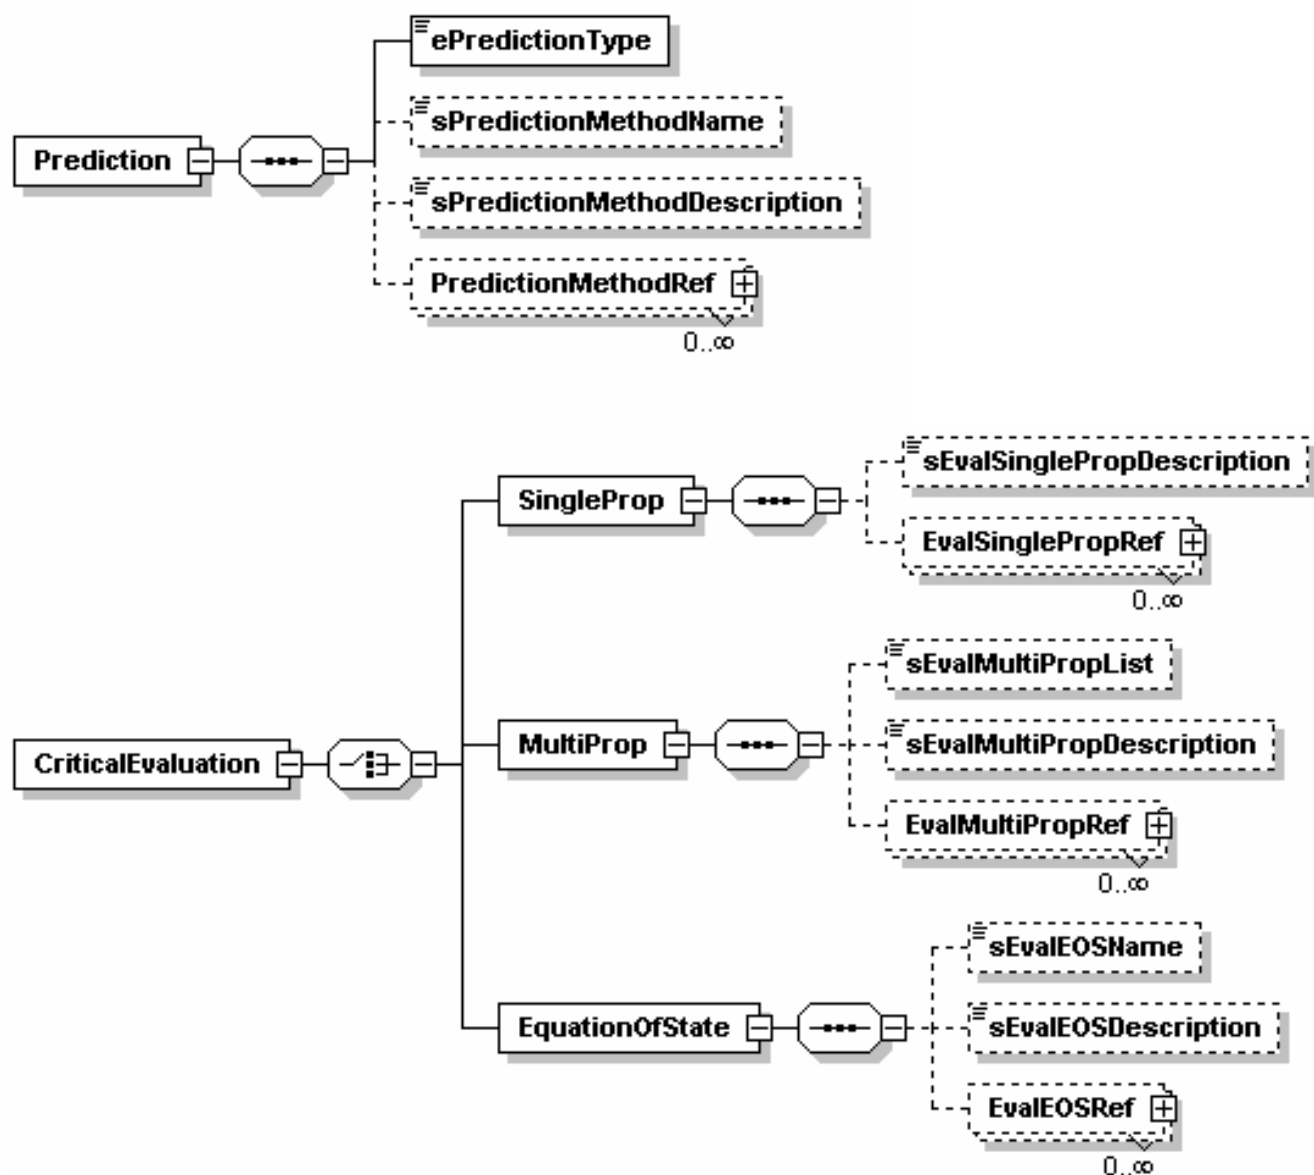 ePredictionType
sPredictionMethodName
Prediction
sPredictionMethodDescription
PredictionMethodRef
0..∞
sEvalSinglePropDescription
SingleProp
EvalSinglePropRef
0..∞
sEvalMultiPropList
MultiProp
sEvalMultiPropDescription
CriticalEvaluation
EvalMultiPropRef
0..∞
sEvalEOSName
EquationOfState
sEvalEOSDescription
EvalEOSRef
0..∞